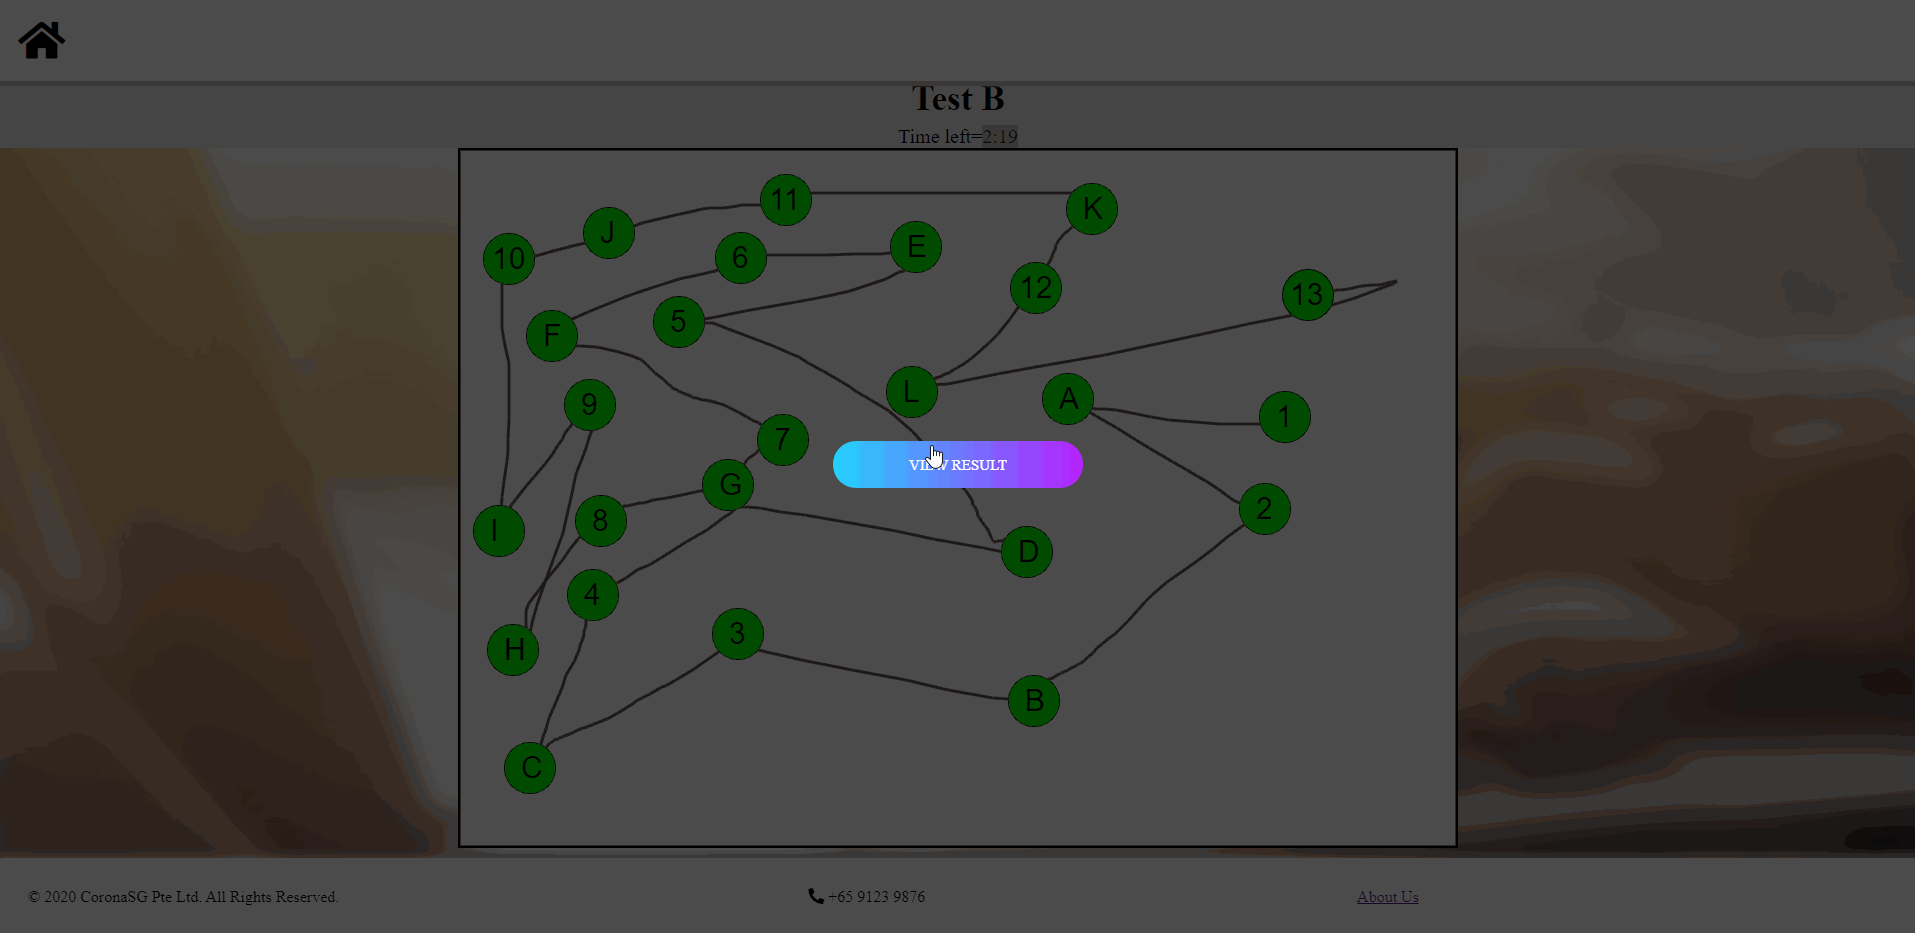 Test B
Time left=2:19
11
K
J
E
10
6
12
13
5
F
L
A
9
1
7
VIEW RESULT
G
2
8
I
D
4
3
H
B
C
© 2020 CoronaSG Pte Ltd. All Rights Reserved.
+65 9123 9876
About Us